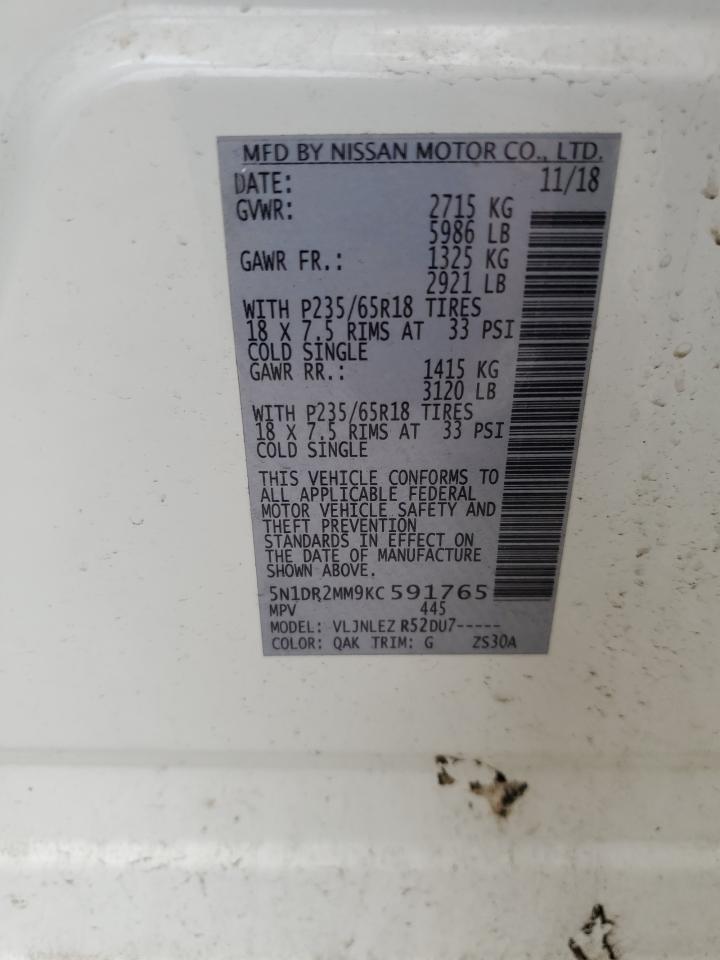 MFD BY NISSAN MOTOR CO., LTD.
DATE: 11/18
GVWR: 2715 KG
5986 LB
GAWR FR.: 1325 KG
2921 LB
WITH P235/65R18 TIRES
18 X 7.5 RIMS AT 33 PSI
COLD SINGLE
GAWR RR.: 1415 KG
3120 LB
WITH P235/65R18 TIRES
18 X 7.5 RIMS AT 33 PSI
COLD SINGLE
THIS VEHICLE CONFORMS TO
ALL APPLICABLE FEDERAL
MOTOR VEHICLE SAFETY AND
THEFT PREVENTION
STANDARDS IN EFFECT ON
THE DATE OF MANUFACTURE
SHOWN ABOVE.
5N1DR2MM9KC591765
MPV 445
MODEL: VLJNLEZ R52DU7-----
COLOR: QAK TRIM: G ZS30A